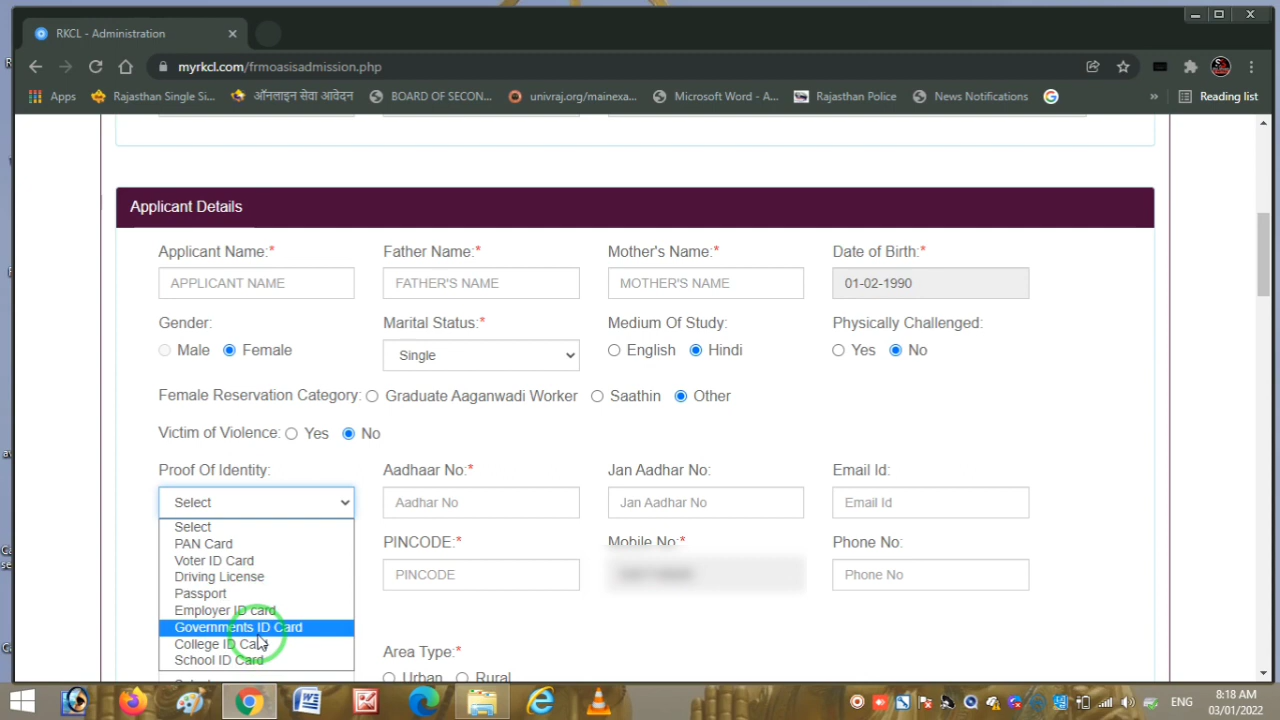 RKCL - Administration
myrkcl.com/frmoasisadmission.php
Apps Rajasthan Single Si... ऑनलाइन सेवा आवेदन BOARD OF SECON... univraj.org/mainexa... Microsoft Word - A... Rajasthan Police News Notifications » Reading list
Applicant Details
Applicant Name:* Father Name:* Mother's Name:* Date of Birth:*
APPLICANT NAME FATHER'S NAME MOTHER'S NAME 01-02-1990
Gender: Marital Status:* Medium Of Study: Physically Challenged:
Male Female Single English Hindi Yes No
Female Reservation Category: Graduate Aaganwadi Worker Saathin Other
Victim of Violence: Yes No
Proof Of Identity: Aadhaar No:* Jan Aadhar No: Email Id:
Select Aadhar No Jan Aadhar No Email Id
Select
PAN Card PINCODE:* Mobile No:* Phone No:
Voter ID Card
Driving License PINCODE Phone No
Passport
Employer ID card
Governments ID Card
College ID Card
School ID Card Area Type:*
Urban Rural
ENG 8:18 AM
03/01/2022